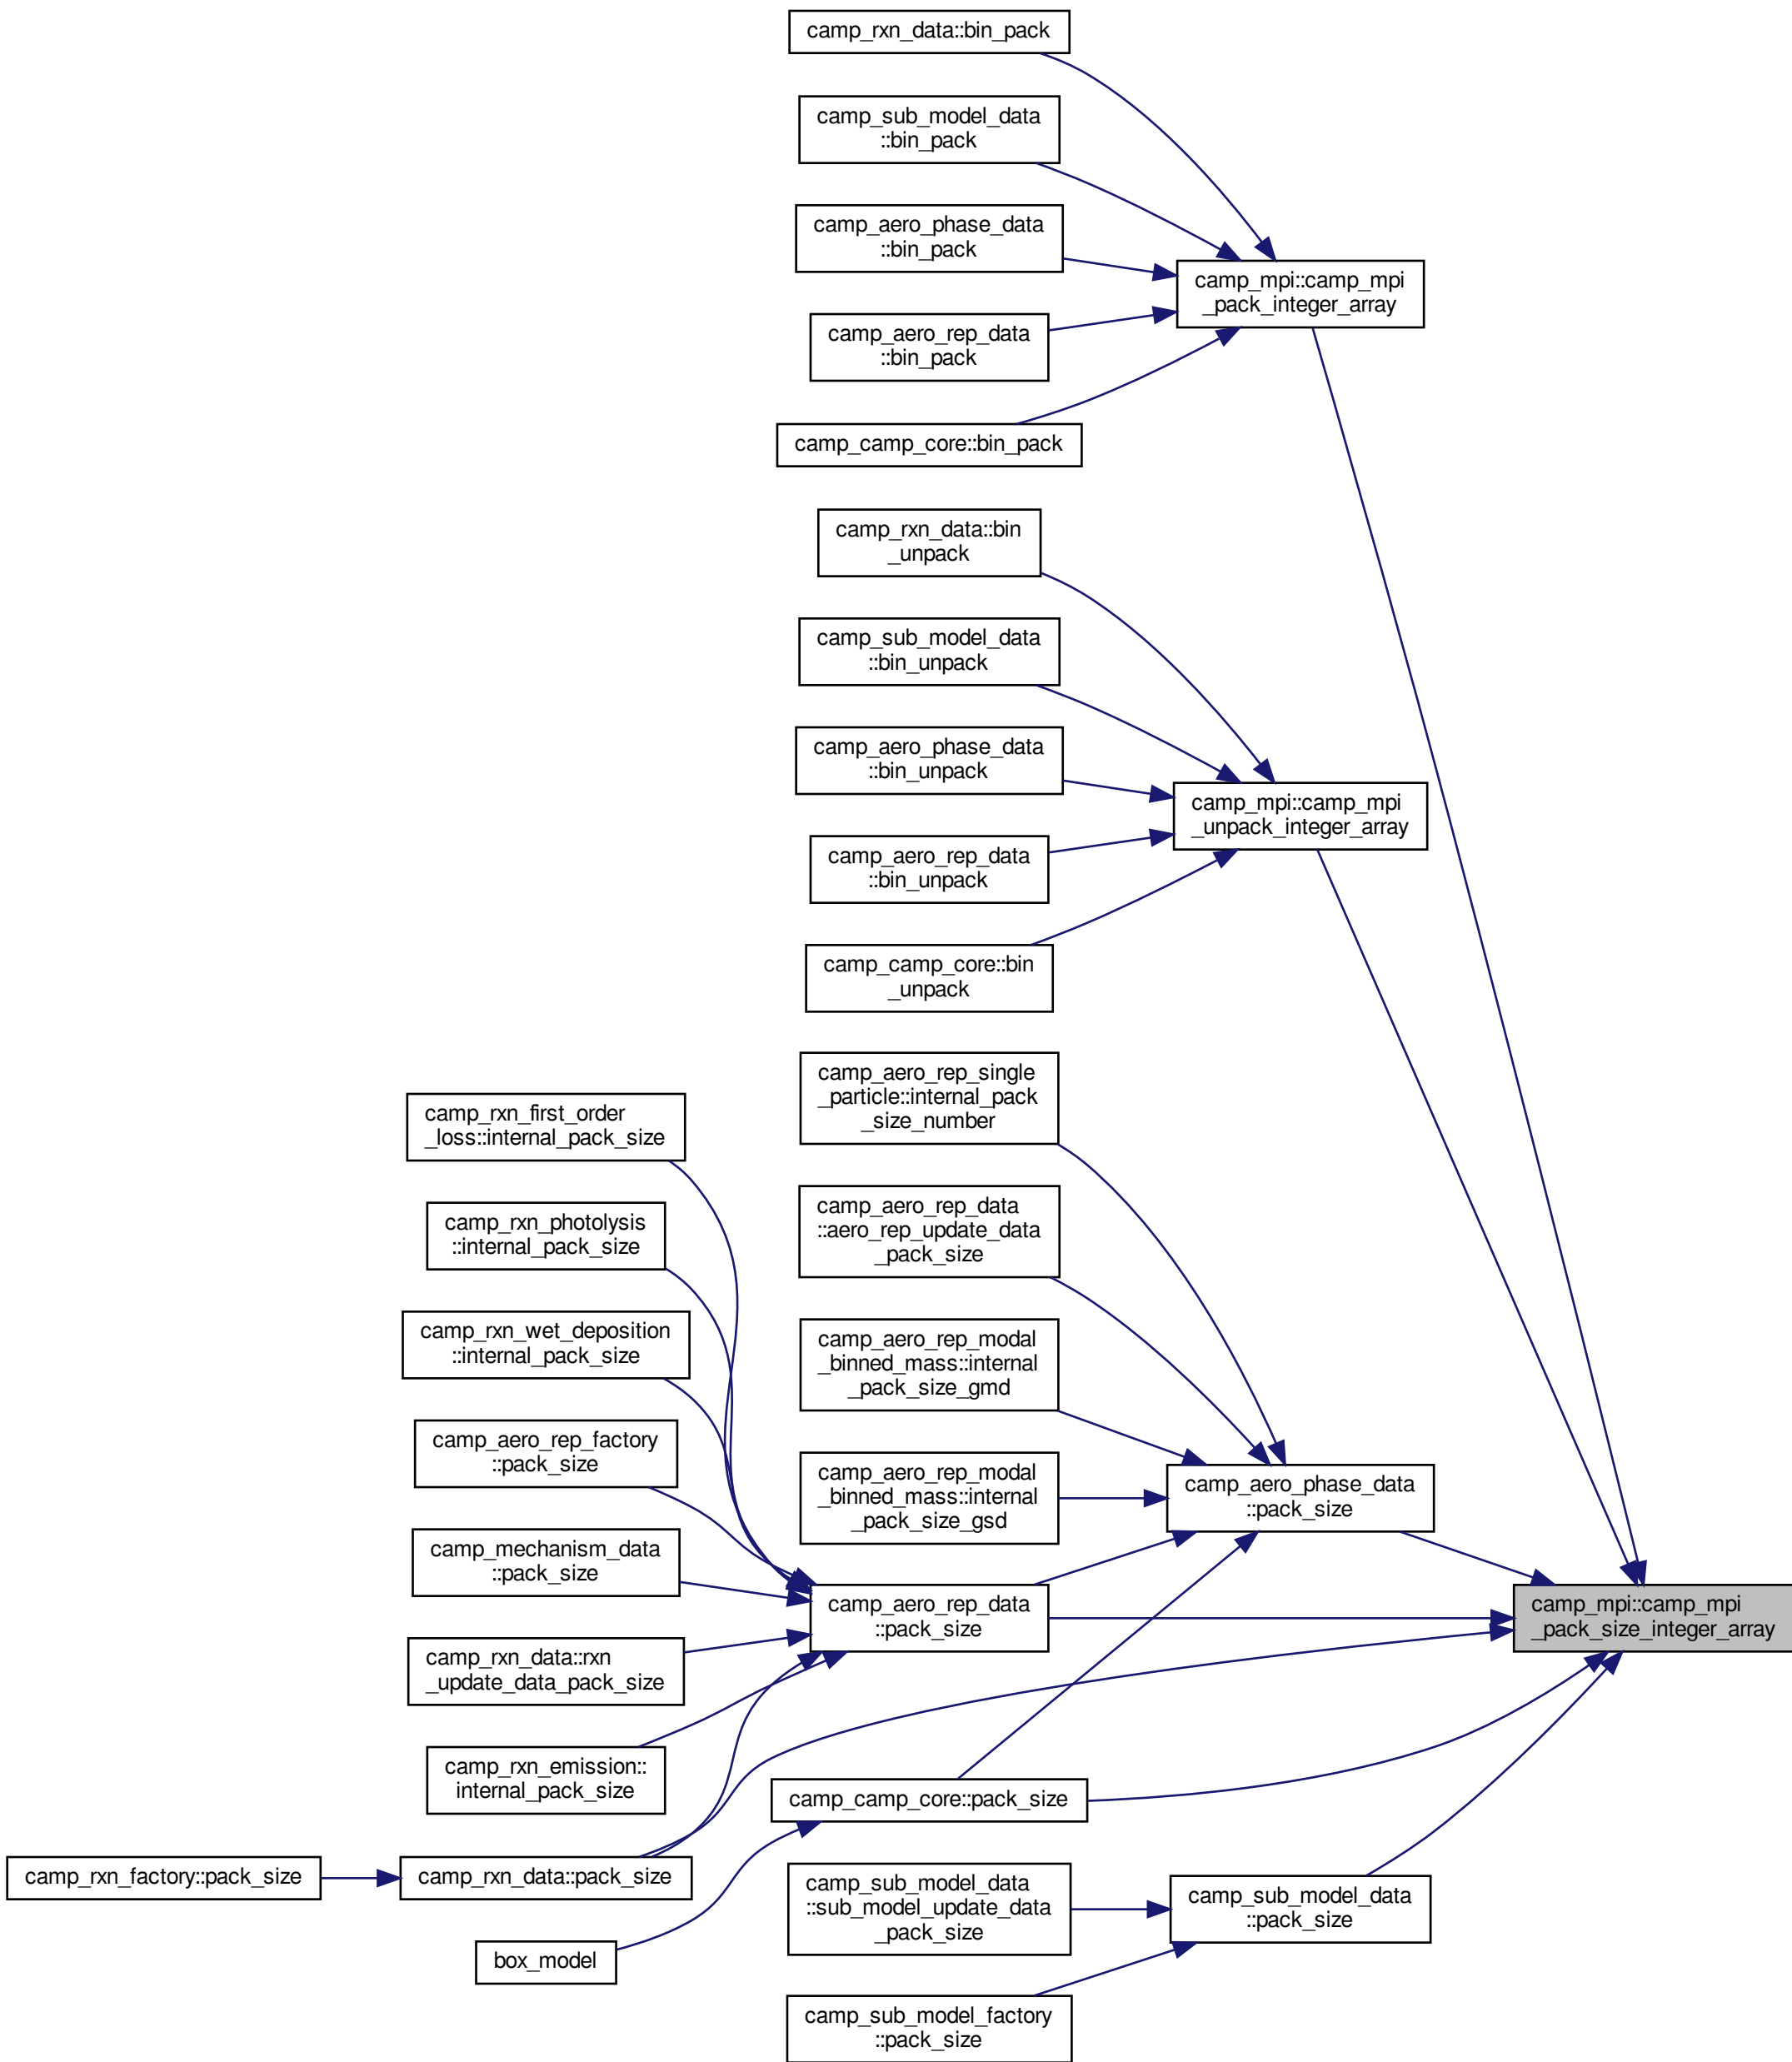 camp_rxn_data::bin_pack
camp_sub_model_data
::bin_pack
camp_aero_phase_data
::bin_pack
camp_aero_rep_data
::bin_pack
camp_camp_core::bin_pack
camp_mpi::camp_mpi
_pack_integer_array
camp_rxn_data::bin
_unpack
camp_sub_model_data
::bin_unpack
camp_aero_phase_data
::bin_unpack
camp_aero_rep_data
::bin_unpack
camp_camp_core::bin
_unpack
camp_mpi::camp_mpi
_unpack_integer_array
camp_aero_rep_single
_particle::internal_pack
_size_number
camp_aero_rep_data
::aero_rep_update_data
_pack_size
camp_aero_rep_modal
_binned_mass::internal
_pack_size_gmd
camp_aero_rep_modal
_binned_mass::internal
_pack_size_gsd
camp_aero_phase_data
::pack_size
camp_rxn_first_order
_loss::internal_pack_size
camp_rxn_photolysis
::internal_pack_size
camp_rxn_wet_deposition
::internal_pack_size
camp_aero_rep_factory
::pack_size
camp_mechanism_data
::pack_size
camp_rxn_data::rxn
_update_data_pack_size
camp_rxn_emission::
internal_pack_size
camp_aero_rep_data
::pack_size
camp_mpi::camp_mpi
_pack_size_integer_array
camp_camp_core::pack_size
camp_rxn_factory::pack_size
camp_rxn_data::pack_size
box_model
camp_sub_model_data
::sub_model_update_data
_pack_size
camp_sub_model_data
::pack_size
camp_sub_model_factory
::pack_size